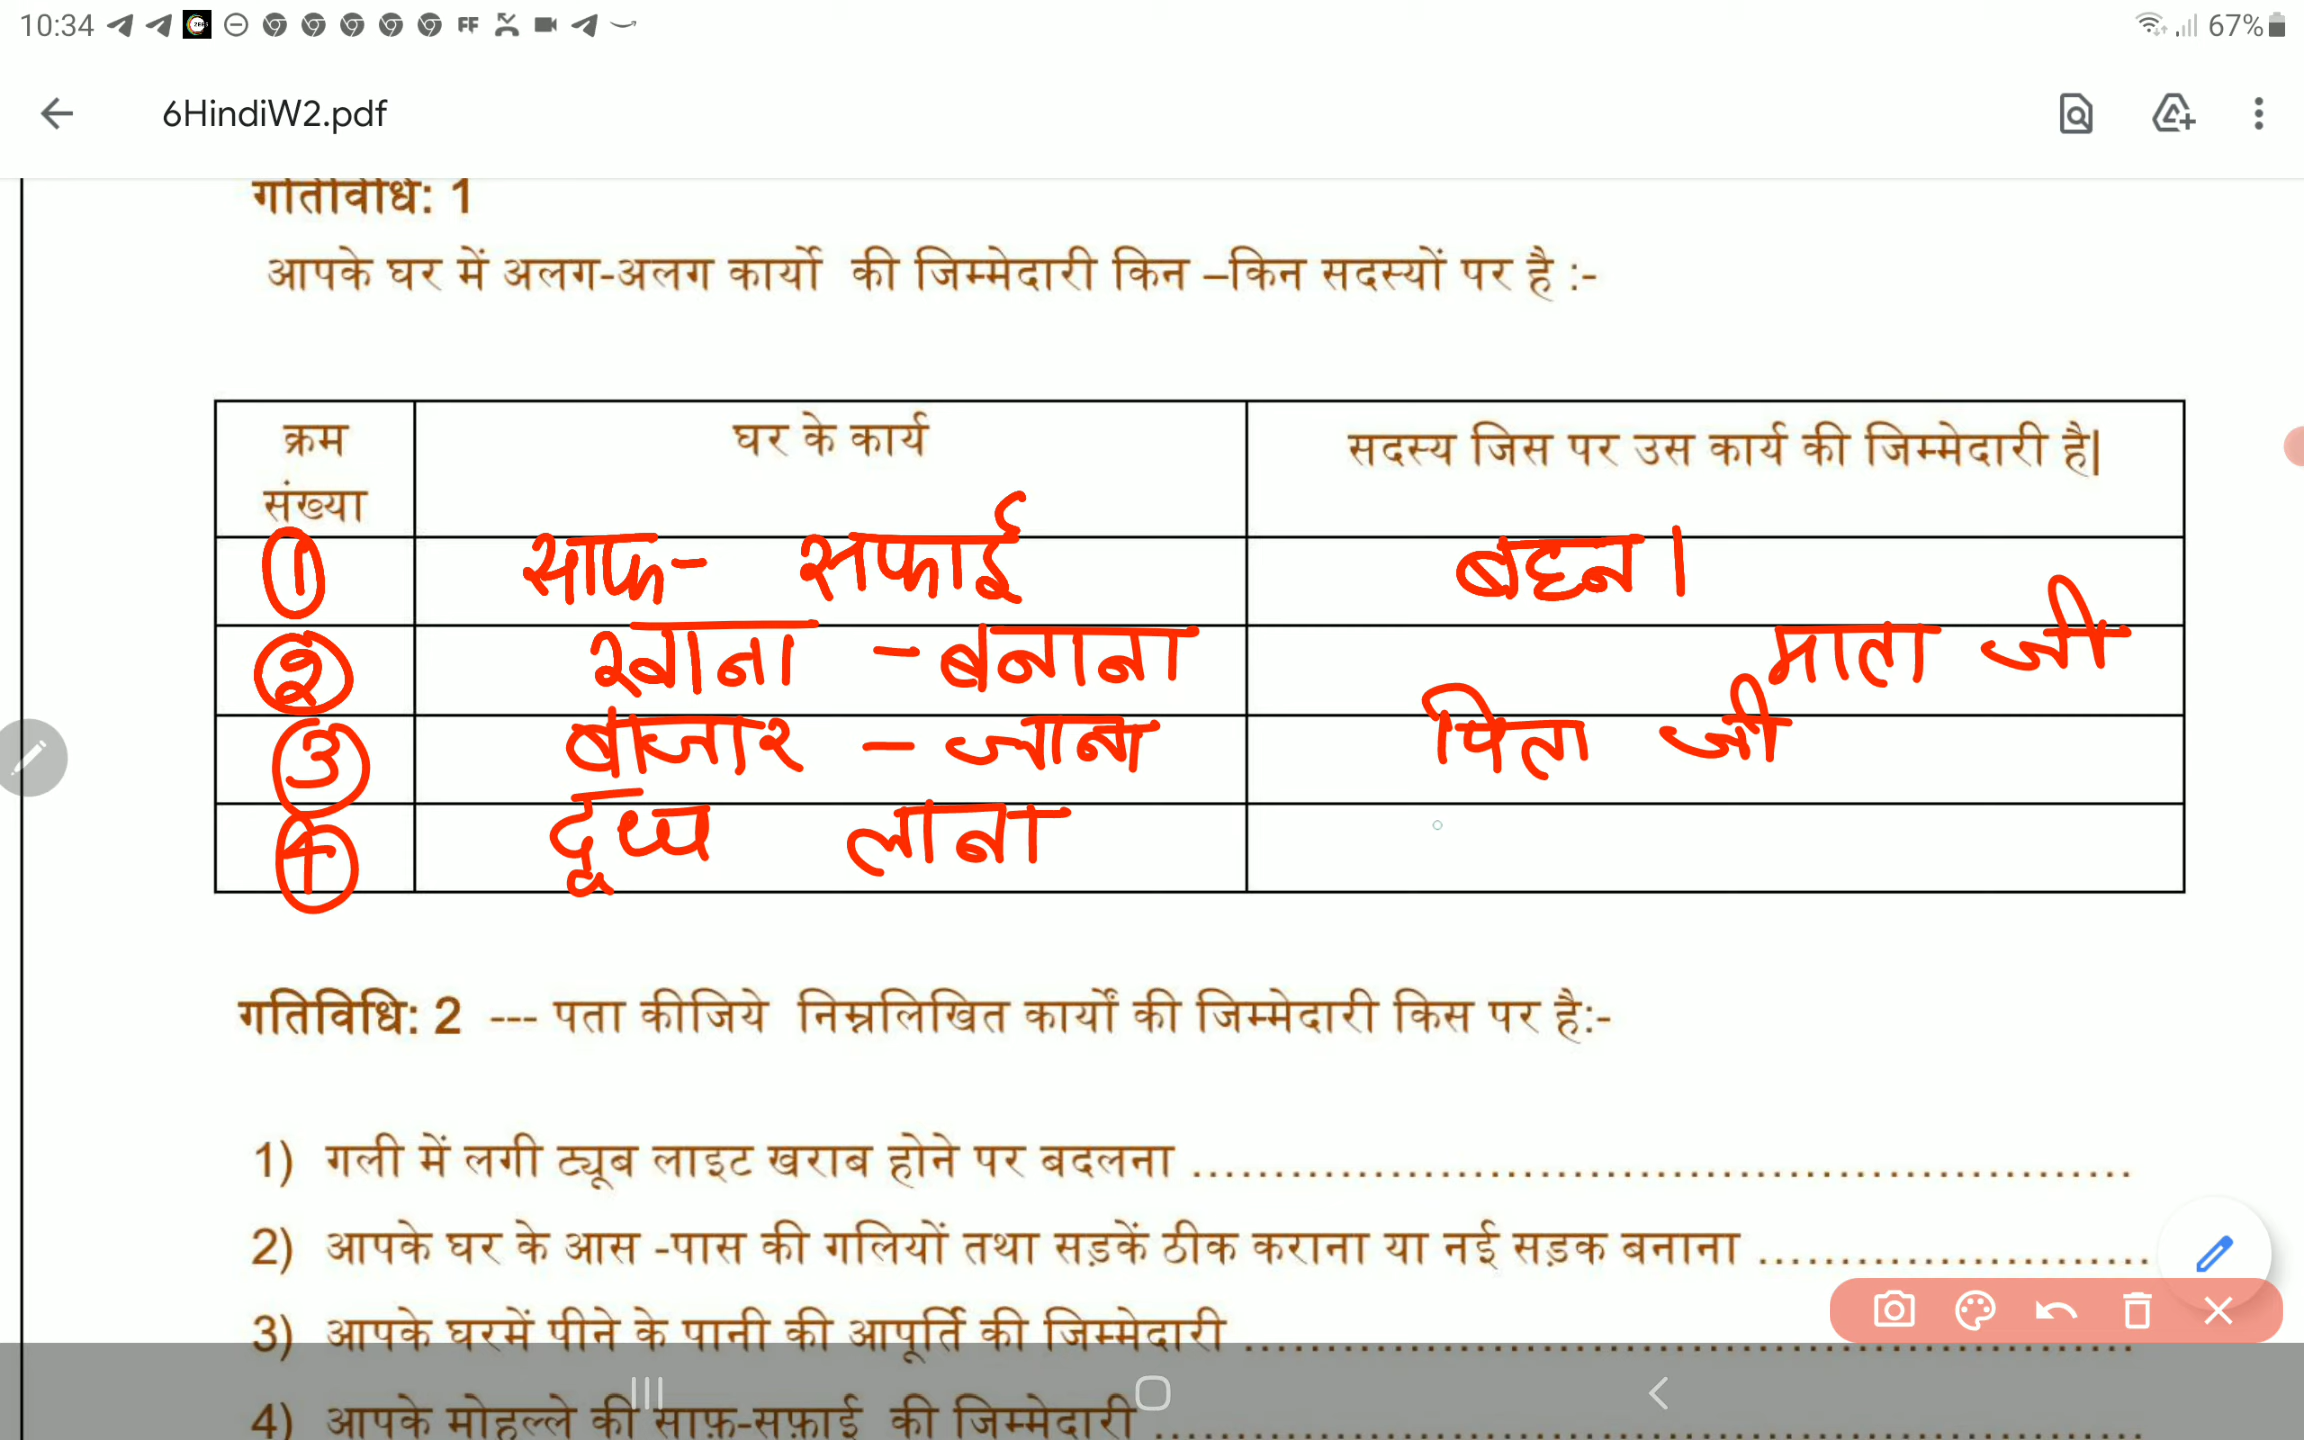 10:34 FF 67%
6HindiW2.pdf
गतिविधि: 1
आपके घर में अलग-अलग कार्यो की जिम्मेदारी किन –किन सदस्यों पर है :-
क्रम संख्या घर के कार्य सदस्य जिस पर उस कार्य की जिम्मेदारी है|
1 साफ - सफाई बहन।
2 खाना - बनाना माता जी
3 बाजार - जाना पिता जी
4 दूध लाना
गतिविधि: 2 --- पता कीजिये निम्नलिखित कार्यों की जिम्मेदारी किस पर है:-
1) गली में लगी ट्यूब लाइट खराब होने पर बदलना ..........................................................
2) आपके घर के आस -पास की गलियों तथा सड़कें ठीक कराना या नई सड़क बनाना ........................
3) आपके घरमें पीने के पानी की आपूर्ति की जिम्मेदारी .......................................................
4) आपके मोहल्ले की साफ़-सफ़ाई की जिम्मेदारी .............................................................